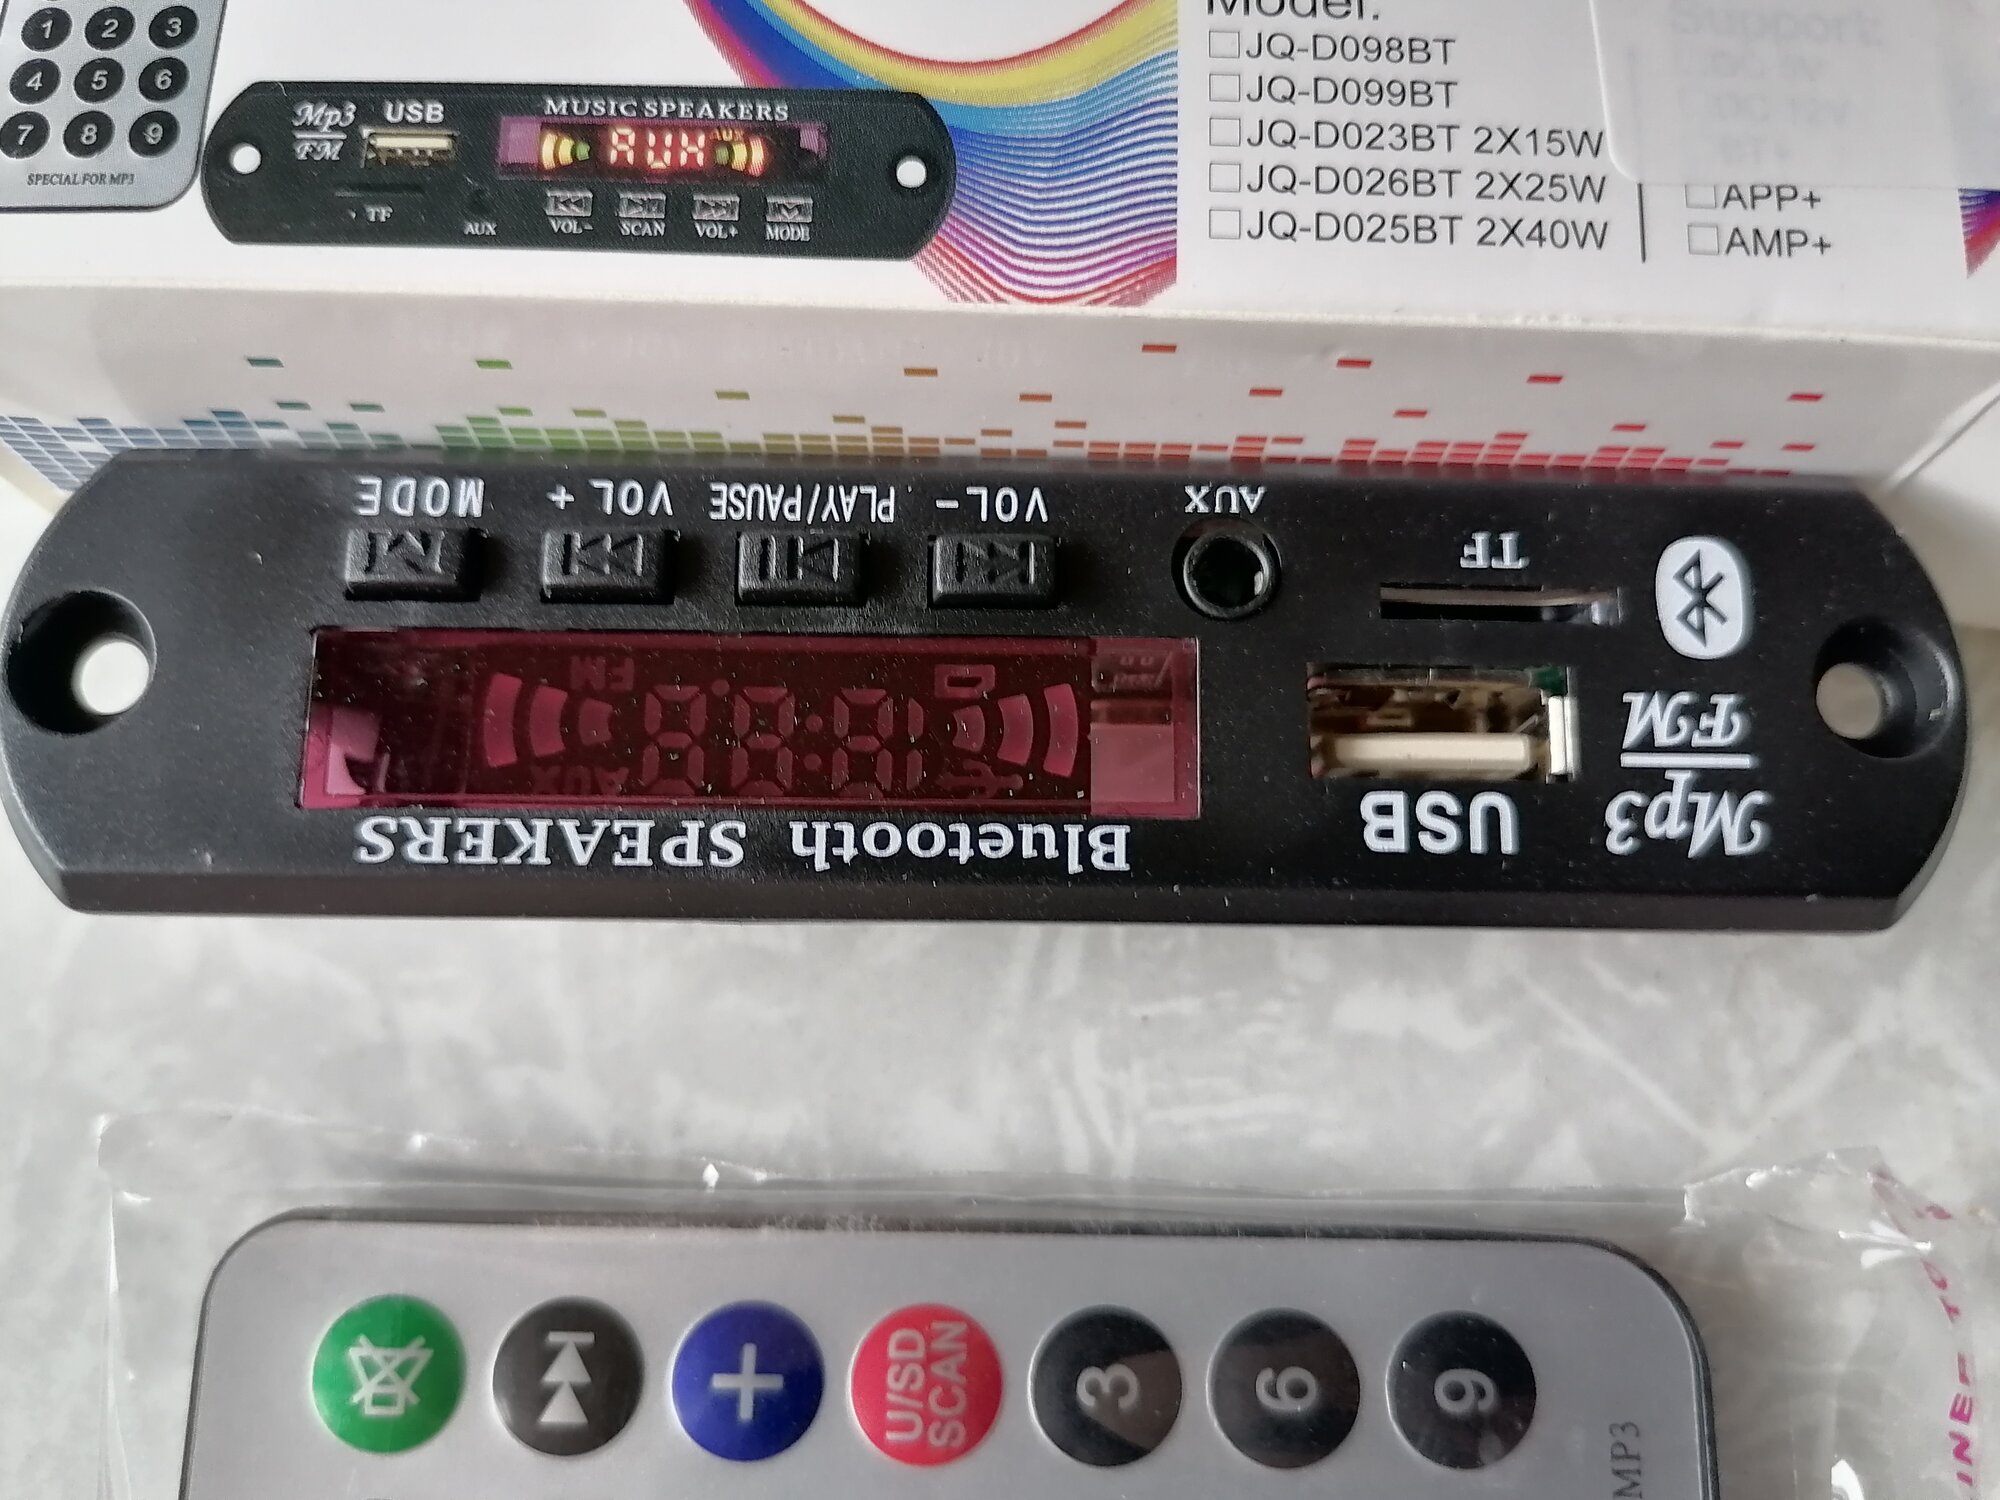 1 2 3
4 5 6
7 8 9
SPECIAL FOR MP3
Mp3
FM
USB
MUSIC SPEAKERS
AUX
TF
AUX
VOL-
SCAN
VOL+
MODE
Model:
JQ-D098BT
JQ-D099BT
JQ-D023BT 2X15W
JQ-D026BT 2X25W
JQ-D025BT 2X40W
Support:
APP+
AMP+
Mp3
FM
USB
Bluetooth SPEAKERS
AUX
FM
TF
AUX
VOL-
PLAY/PAUSE
VOL +
MODE
+
U/SD
SCAN
3
6
9
MP3